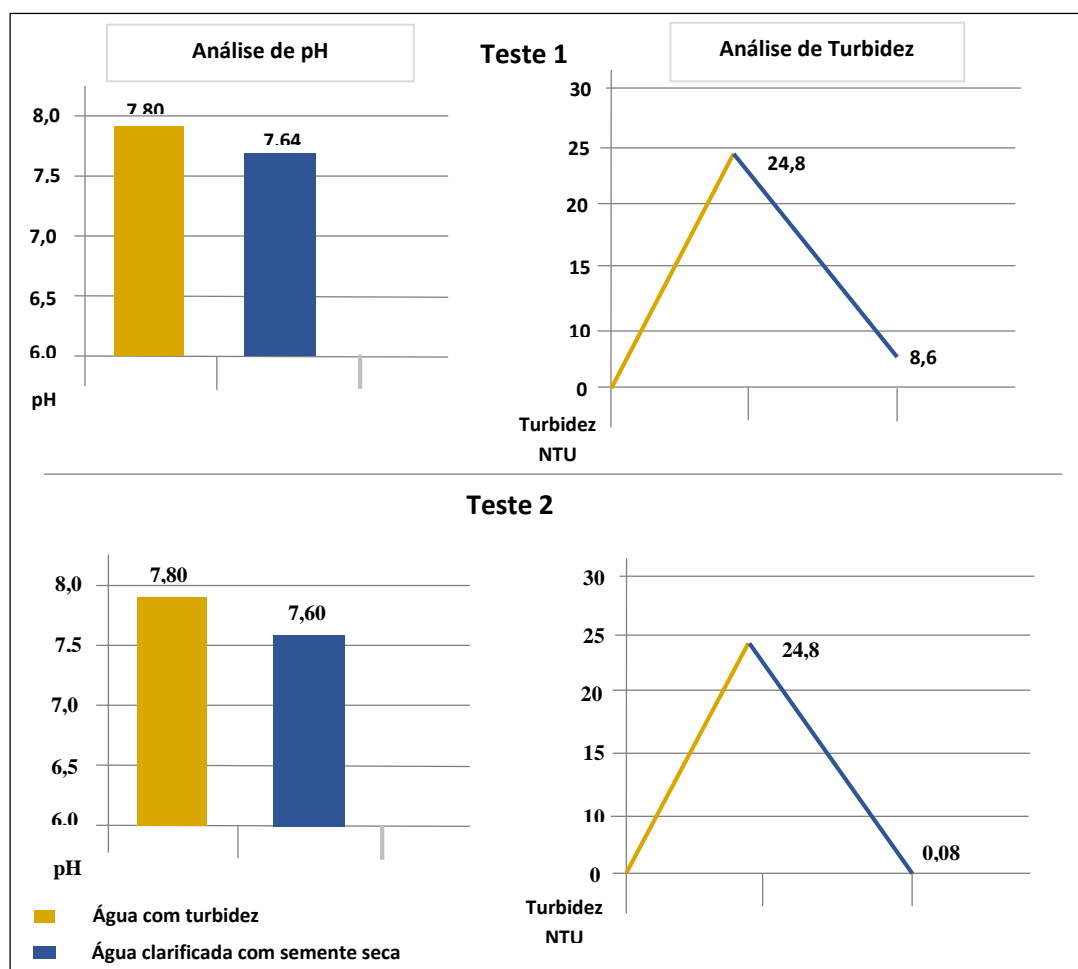 Análise de pH
Teste 1
Análise de Turbidez
8,0
7,5
7,0
6,5
6,0
pH
7,80
7,64
30
25
20
15
10
0
24,8
8,6
Turbidez
NTU
Teste 2
8,0
7,5
7,0
6,5
6,0
pH
7,80
7,60
30
25
20
15
10
0
24,8
0,08
Turbidez
NTU
Água com turbidez
Água clarificada com semente seca